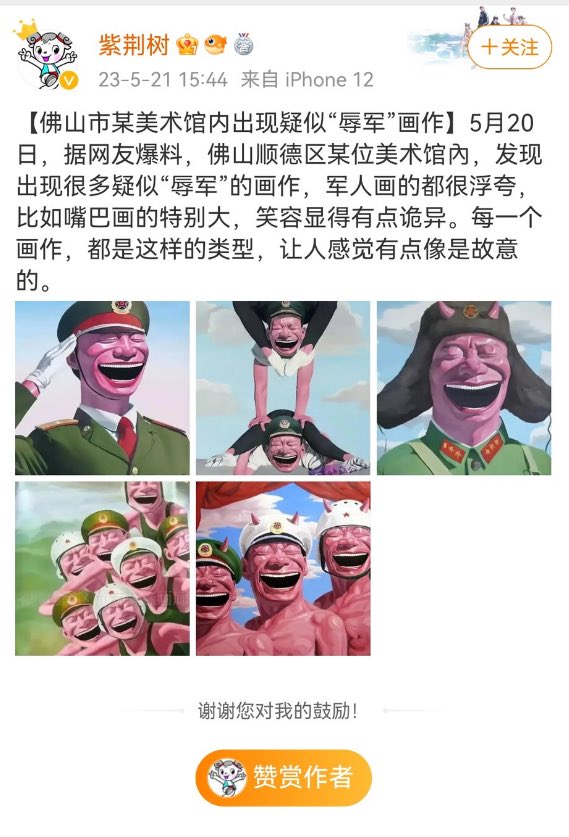 紫荆树
答
23-5-21 15:44 来自 iPhone 12
+关注
【佛山市某美术馆内出现疑似“辱军”画作】5月20
日，据网友爆料，佛山顺德区某位美术馆內，发现
出现很多疑似“辱军”的画作，军人画的都很浮夸，
比如嘴巴画的特别大，笑容显得有点诡异。每一个
画作，都是这样的类型，让人感觉有点像是故意
的。
谢谢您对我的鼓励！
赞赏作者